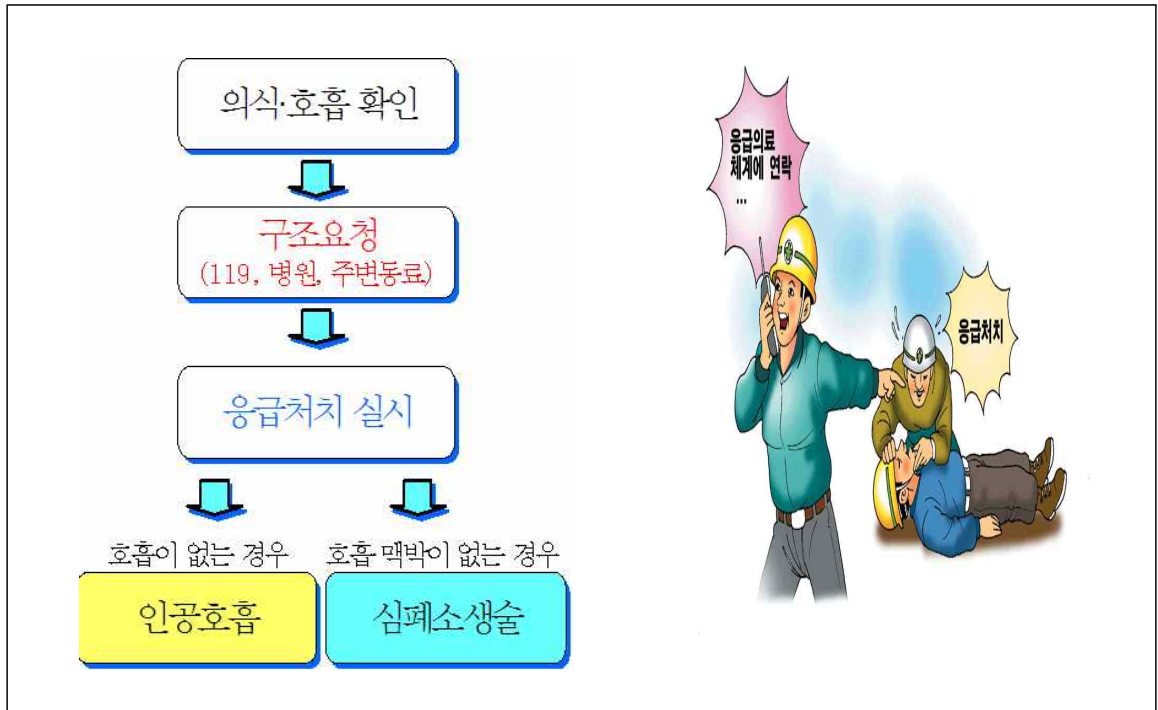 의식·호흡 확인
구조요청
(119, 병원, 주변동료)
응급처치 실시
호흡이 없는 경우
인공호흡
호흡 맥박이 없는 경우
심폐소생술
응급의료
체계에 연락
...
응급처치